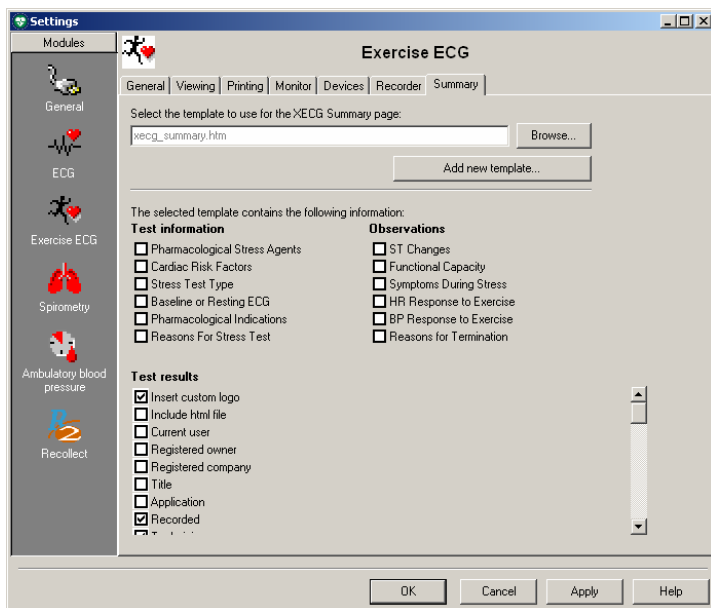 Settings
Modules
General
ECG
Exercise ECG
Spirometry
Ambulatory blood
pressure
Recollect
Exercise ECG
General Viewing Printing Monitor Devices Recorder Summary
Select the template to use for the XECG Summary page:
xecg_summary.htm Browse...
Add new template...
The selected template contains the following information:
Test information Observations
Pharmacological Stress Agents ST Changes
Cardiac Risk Factors Functional Capacity
Stress Test Type Symptoms During Stress
Baseline or Resting ECG HR Response to Exercise
Pharmacological Indications BP Response to Exercise
Reasons For Stress Test Reasons for Termination
Test results
Insert custom logo
Include html file
Current user
Registered owner
Registered company
Title
Application
Recorded
OK Cancel Apply Help